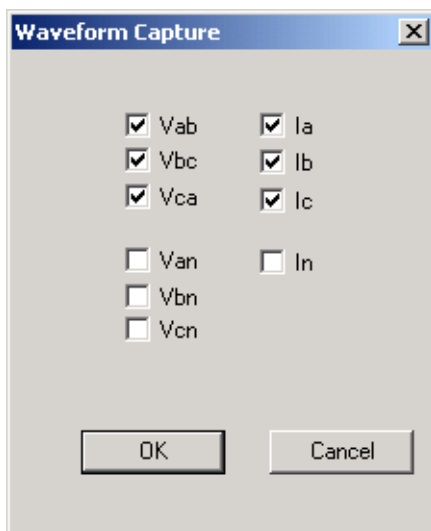 Waveform Capture
Vab Ia
Vbc Ib
Vca Ic
Van In
Vbn
Vcn
OK Cancel